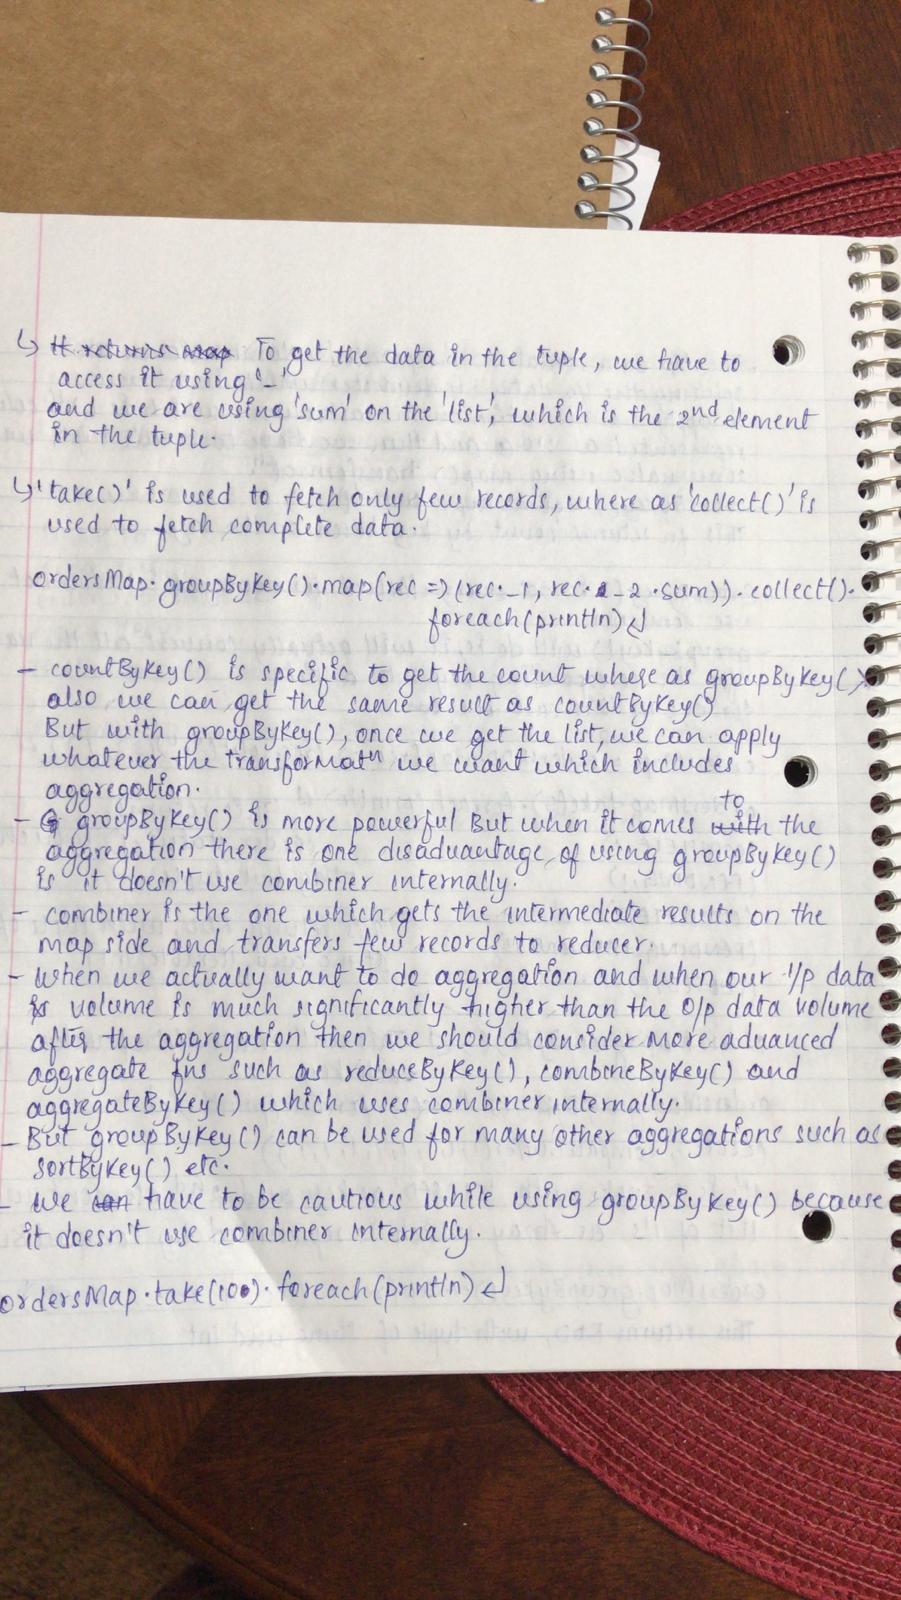 ↳ It returns map To get the data in the tuple, we have to
access it using '_'
and we are using 'sum' on the 'list', which is the 2nd element
in the tuple.
↳ 'take()' is used to fetch only few records, where as 'collect()' is
used to fetch complete data.
ordersMap.groupByKey().map(rec => (rec._1, rec._2.sum)).collect().
foreach(println)↵
- countByKey() is specific to get the count where as groupByKey()
also we can get the same result as countByKey()
But with groupByKey(), once we get the list, we can apply
whatever the transformatn we want which includes
aggregation.
to
- G groupByKey() is more powerful But when it comes with the
aggregation there is one disadvantage of using groupByKey()
is it doesn't use combiner internally.
- combiner is the one which gets the intermediate results on the
map side and transfers few records to reducer.
- When we actually want to do aggregation and when our i/p data
is volume is much significantly higher than the o/p data volume
after the aggregation then we should consider more advanced
aggregate fns such as reduceByKey(), combineByKey() and
aggregateByKey() which uses combiner internally.
- But groupByKey() can be used for many other aggregations such as
sortByKey() etc.
- we can have to be cautious while using groupByKey() because
it doesn't use combiner internally.
ordersMap.take(100).foreach(println)↵